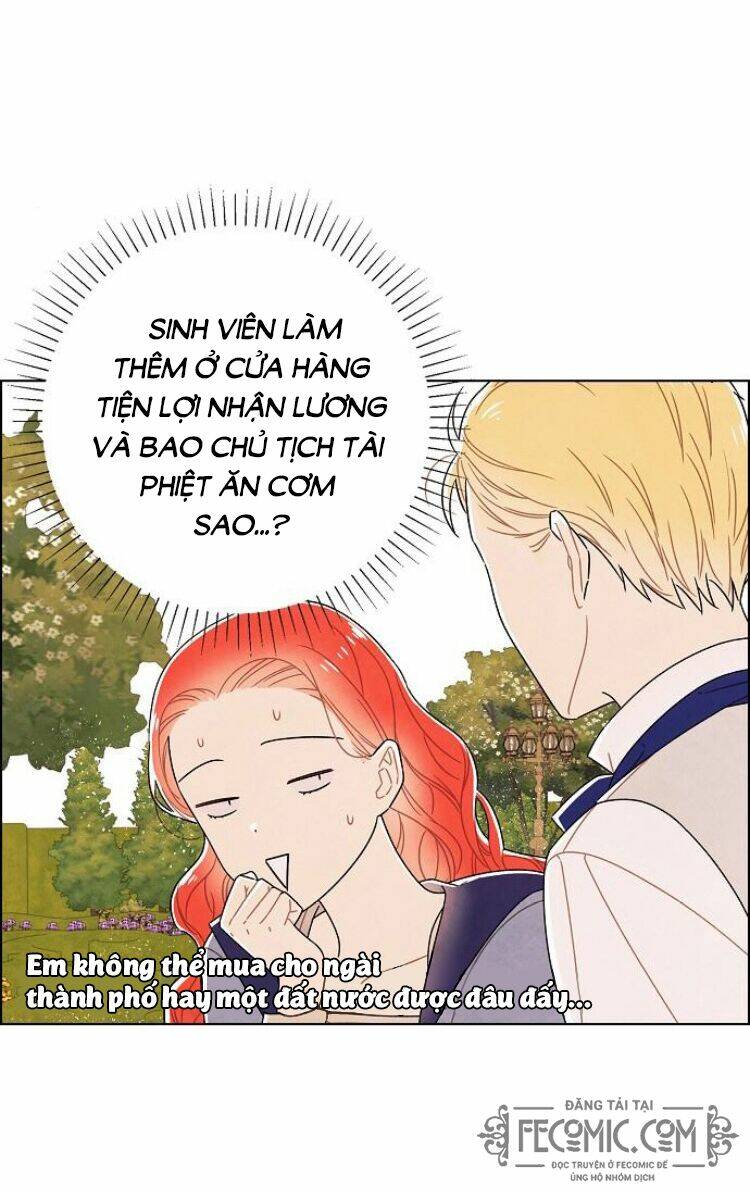 SINH VIÊN LÀM
THÊM Ở CỬA HÀNG
TIỆN LỢI NHẬN LƯƠNG
VÀ BAO CHỦ TỊCH TÀI
PHIỆT ĂN CƠM
SAO...?
Em không thể mua cho ngài
thành phố hay một đất nước được đâu đấy...
ĐĂNG TẢI TẠI
FECOMIC.COM
ĐỌC TRUYỆN Ở FECOMIC ĐỂ
ỦNG HỘ NHÓM DỊCH